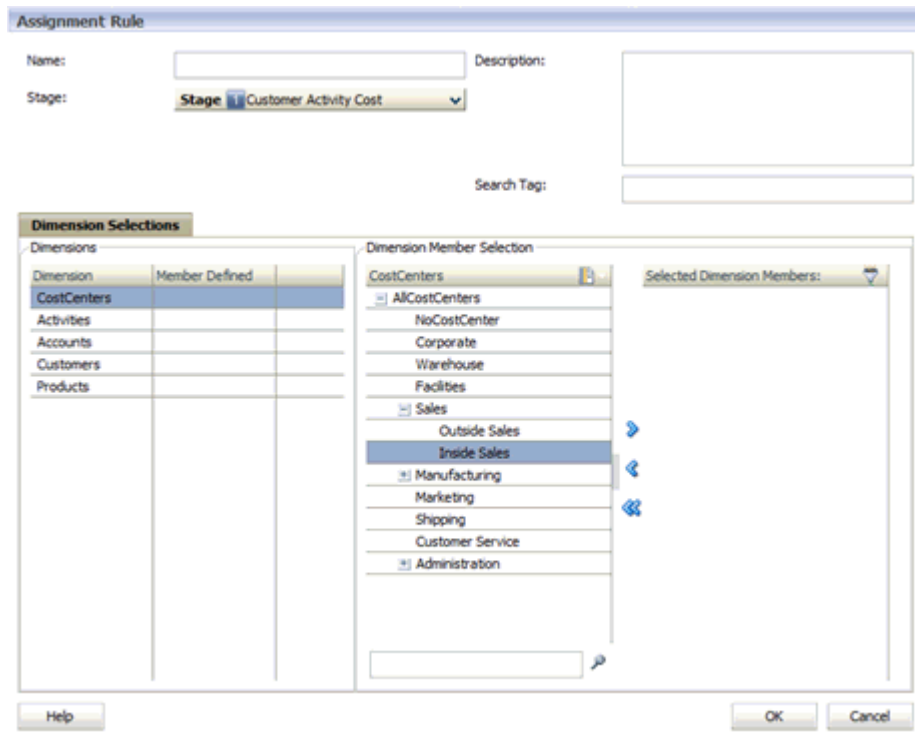 Assignment Rule
Name:
Description:
Stage:
Stage 1 Customer Activity Cost
Search Tag:
Dimension Selections
Dimensions
Dimension Member Defined
CostCenters
Activities
Accounts
Customers
Products
Dimension Member Selection
CostCenters
AllCostCenters
NoCostCenter
Corporate
Warehouse
Facilities
Sales
Outside Sales
Inside Sales
Manufacturing
Marketing
Shipping
Customer Service
Administration
Selected Dimension Members:
Help
OK
Cancel